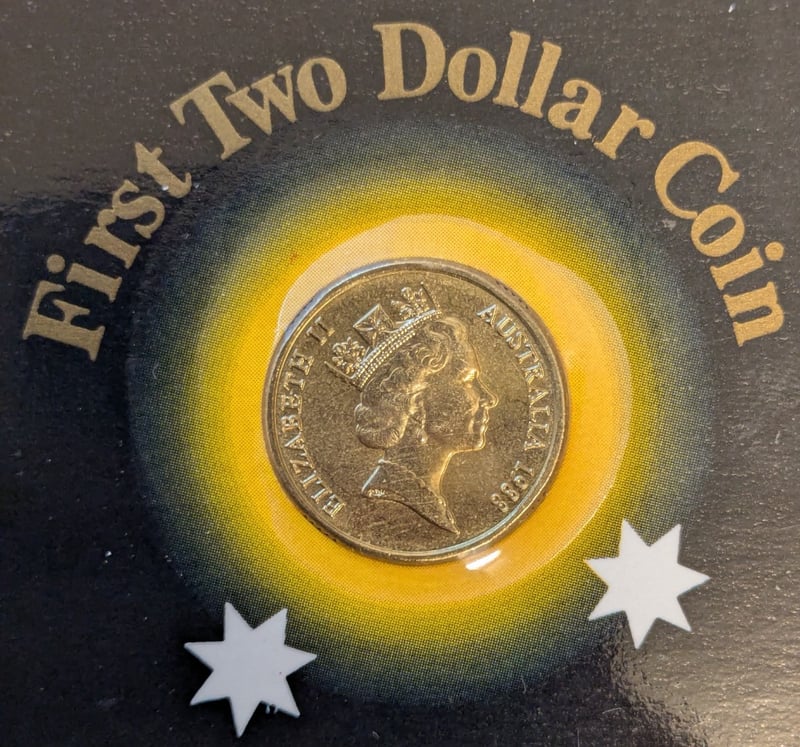 First Two Dollar Coin
ELIZABETH II
AUSTRALIA 1988